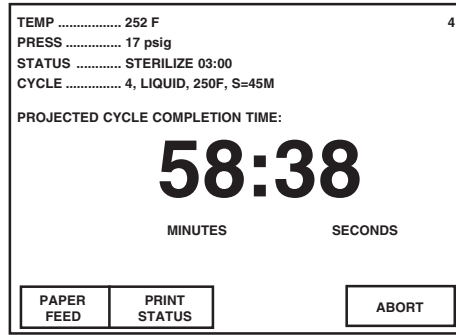 TEMP ................. 252 F 4
PRESS ............... 17 psig
STATUS ............ STERILIZE 03:00
CYCLE ................ 4, LIQUID, 250F, S=45M
PROJECTED CYCLE COMPLETION TIME:
58:38
MINUTES SECONDS
PAPER FEED
PRINT STATUS
ABORT